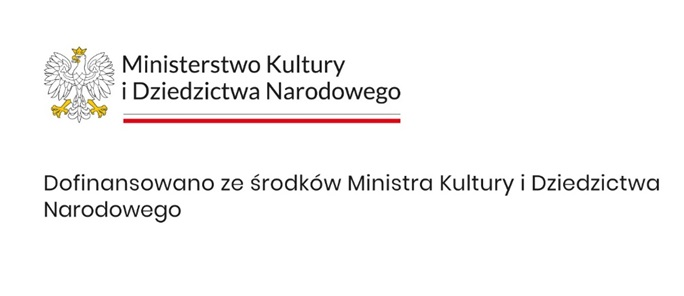 Ministerstwo Kultury
i Dziedzictwa Narodowego
Dofinansowano ze środków Ministra Kultury i Dziedzictwa
Narodowego